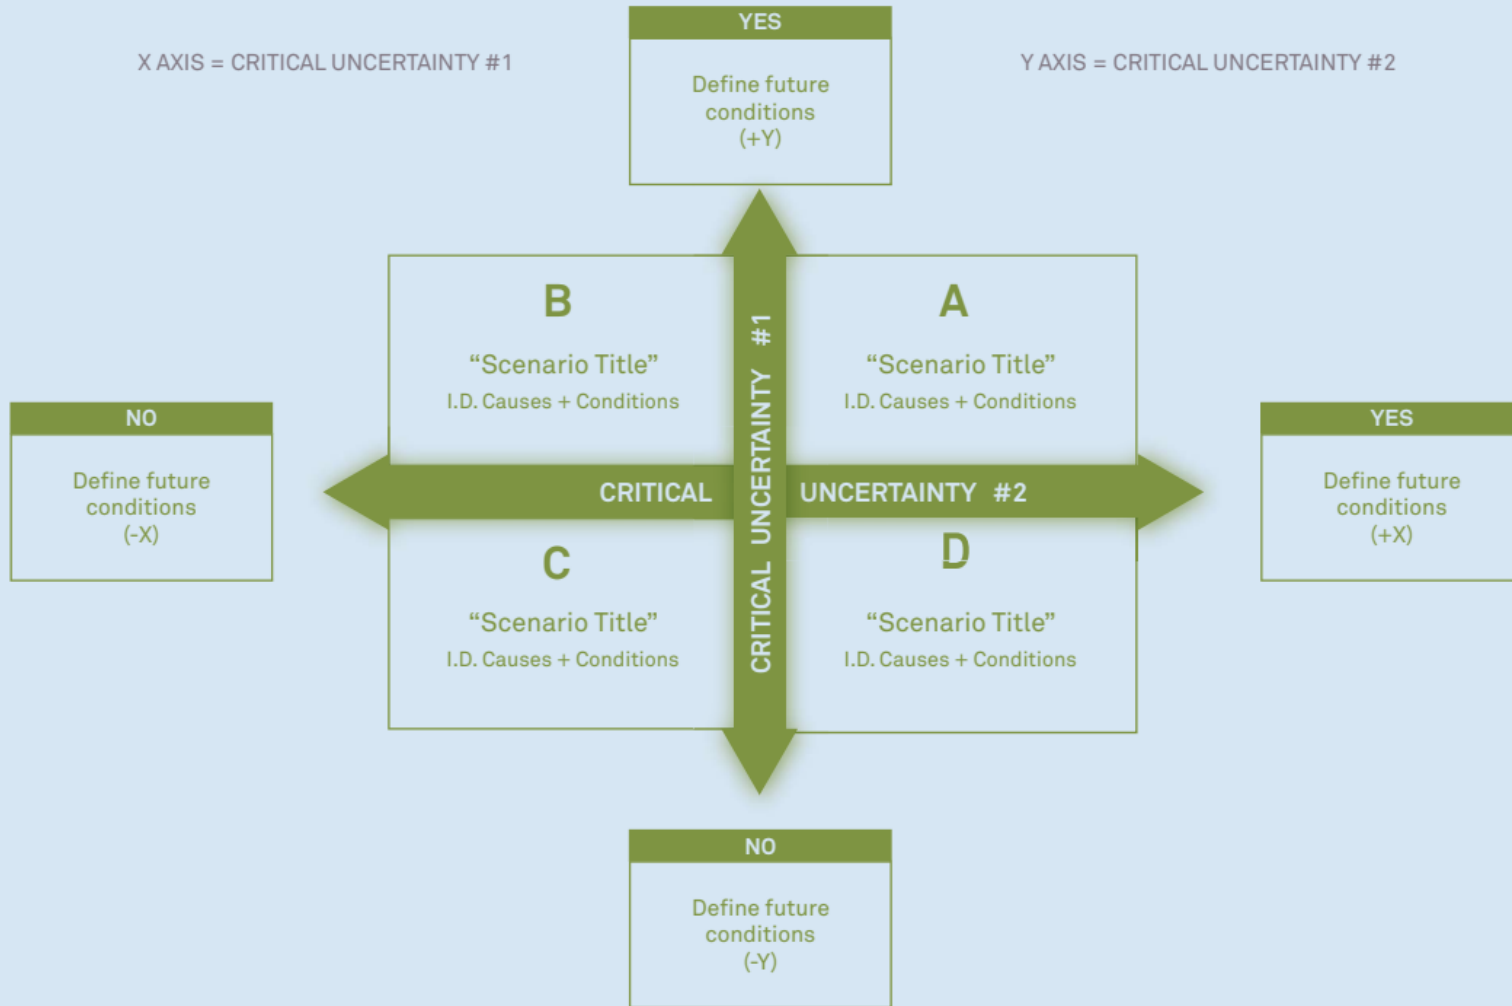 YES
X AXIS = CRITICAL UNCERTAINTY #1
Y AXIS = CRITICAL UNCERTAINTY #2
Define future
conditions
(+Y)
B
“Scenario Title”
I.D. Causes + Conditions
A
“Scenario Title”
I.D. Causes + Conditions
CRITICAL UNCERTAINTY #1
NO
Define future
conditions
(-X)
CRITICAL UNCERTAINTY #2
YES
Define future
conditions
(+X)
C
“Scenario Title”
I.D. Causes + Conditions
D
“Scenario Title”
I.D. Causes + Conditions
NO
Define future
conditions
(-Y)